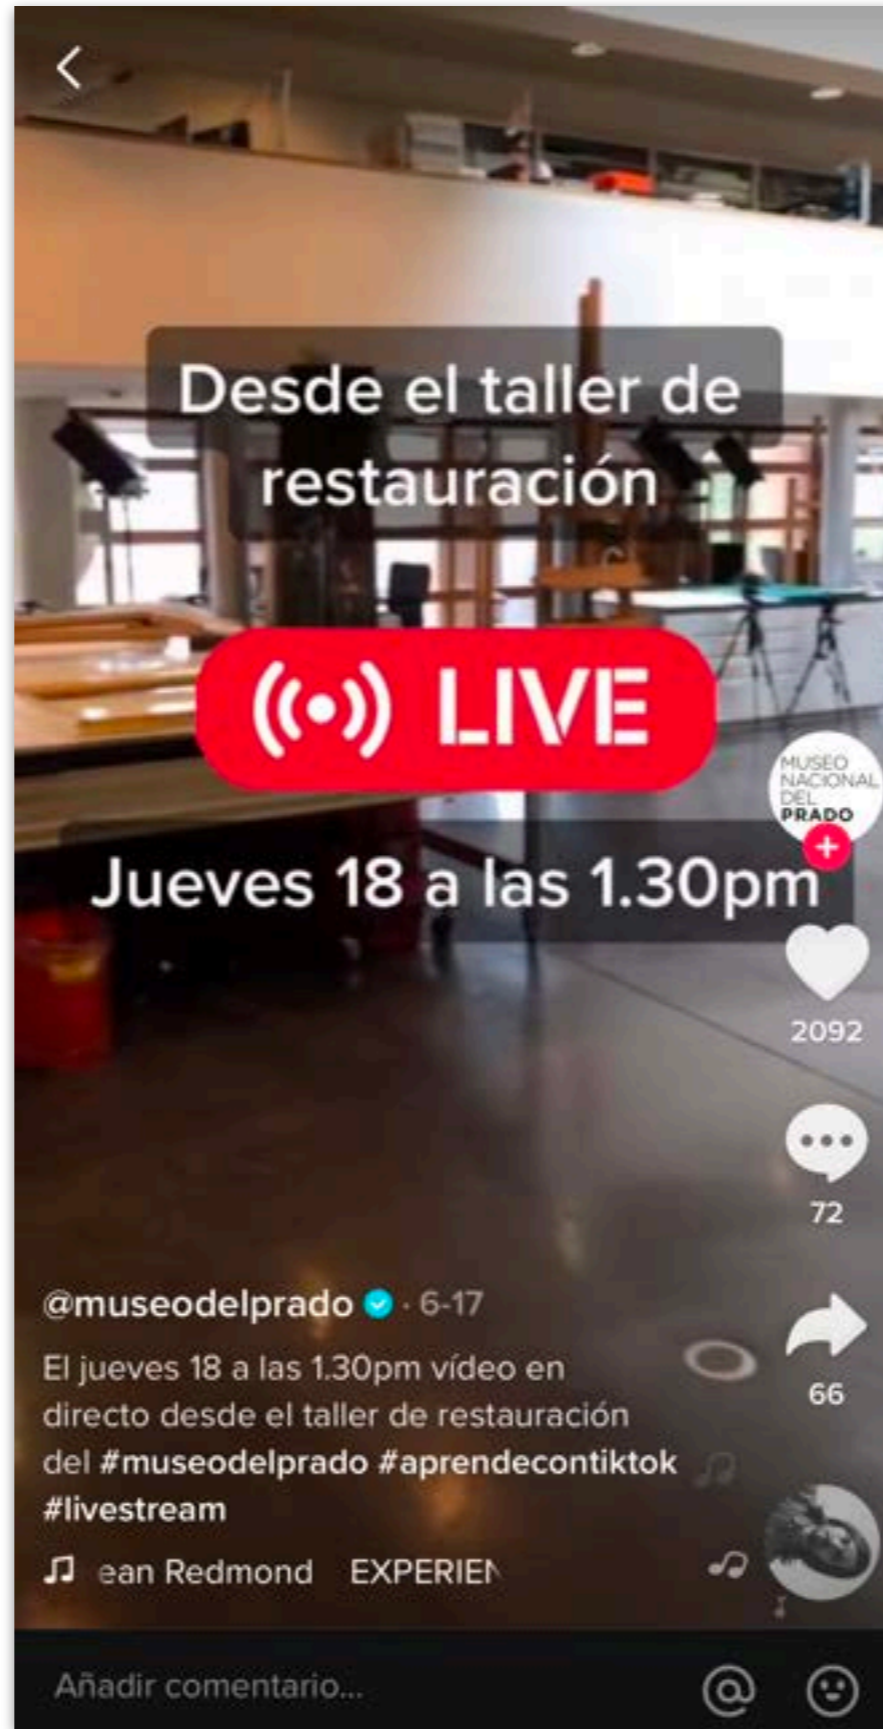 Desde el taller de
restauración
LIVE
Jueves 18 a las 1.30pm
MUSEO
NACIONAL
DEL
PRADO
2092
72
66
@museodelprado · 6-17
El jueves 18 a las 1.30pm vídeo en
directo desde el taller de restauración
del #museodelprado #aprendecontiktok
#livestream
ean Redmond EXPERIEN
Añadir comentario...
@